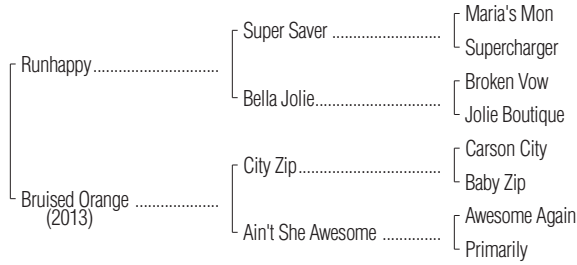 Maria's Mon
Super Saver
Supercharger
Runhappy
Broken Vow
Bella Jolie
Jolie Boutique
Carson City
City Zip
Baby Zip
Bruised Orange
(2013)
Awesome Again
Ain't She Awesome
Primarily